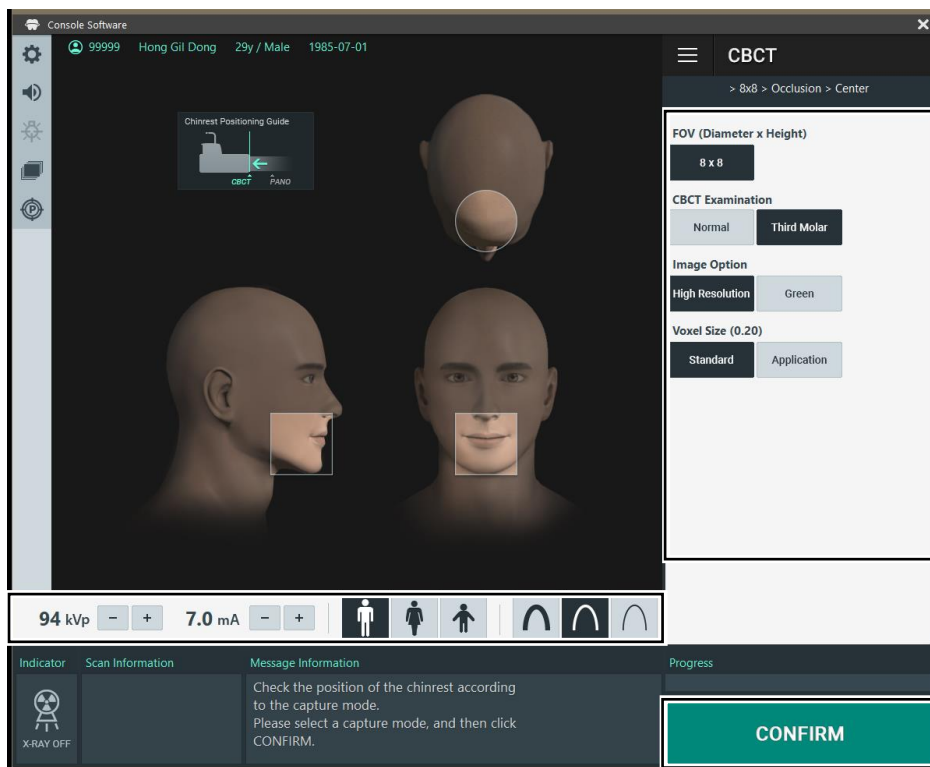 Console Software
99999 Hong Gil Dong 29y / Male 1985-07-01
CBCT
> 8x8 > Occlusion > Center
Chinrest Positioning Guide
CBCT PANO
FOV (Diameter x Height)
8 x 8
CBCT Examination
Normal Third Molar
Image Option
High Resolution Green
Voxel Size (0.20)
Standard Application
94 kVp - + 7.0 mA - +
Indicator Scan Information Message Information Progress
X-RAY OFF
Check the position of the chinrest according
to the capture mode.
Please select a capture mode, and then click
CONFIRM.
CONFIRM